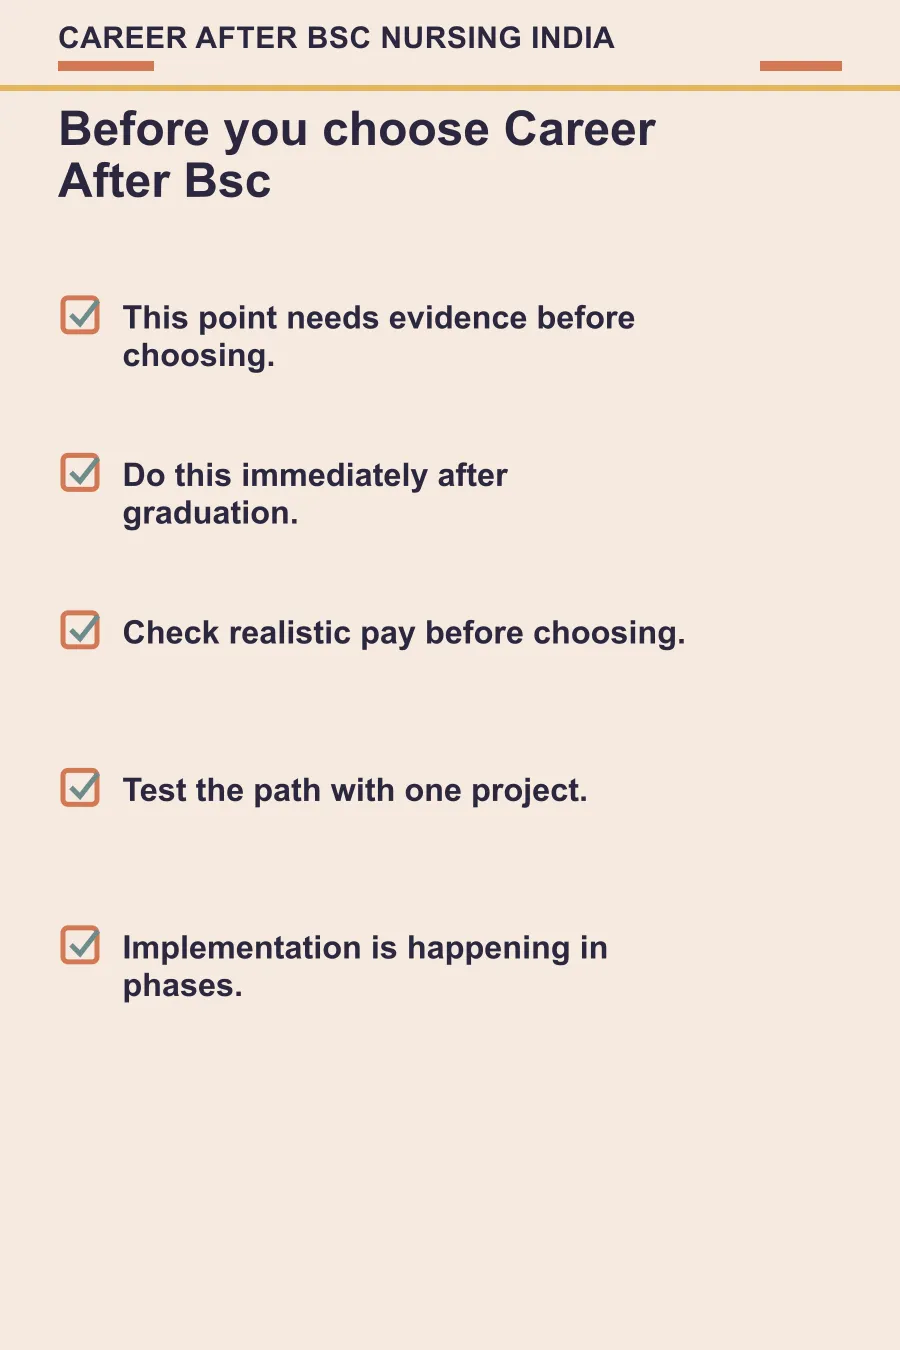 CAREER AFTER BSC NURSING INDIA
Before you choose Career
After Bsc
This point needs evidence before
choosing.
Do this immediately after
graduation.
Check realistic pay before choosing.
Test the path with one project.
Implementation is happening in
phases.